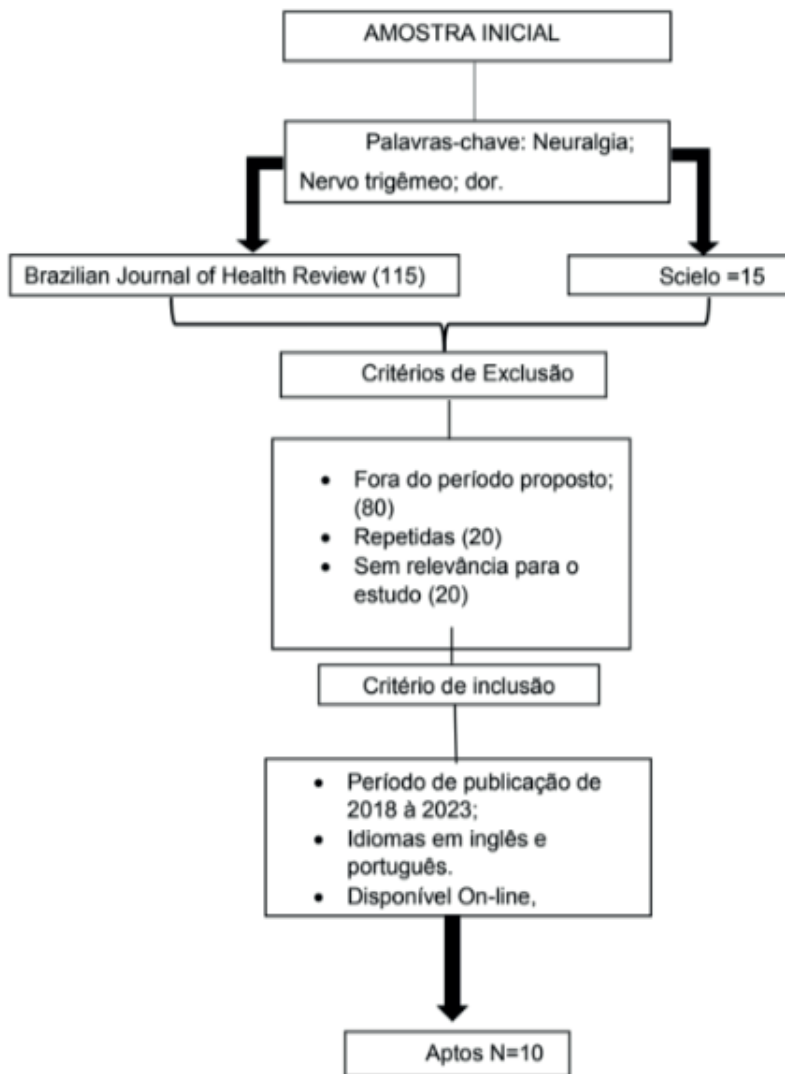 AMOSTRA INICIAL
Palavras-chave: Neuralgia;
Nervo trigêmeo; dor.
Brazilian Journal of Health Review (115)
Scielo =15
Critérios de Exclusão
• Fora do período proposto;
(80)
• Repetidas (20)
• Sem relevância para o
estudo (20)
Critério de inclusão
• Período de publicação de
2018 à 2023;
• Idiomas em inglês e
português.
• Disponível On-line,
Aptos N=10